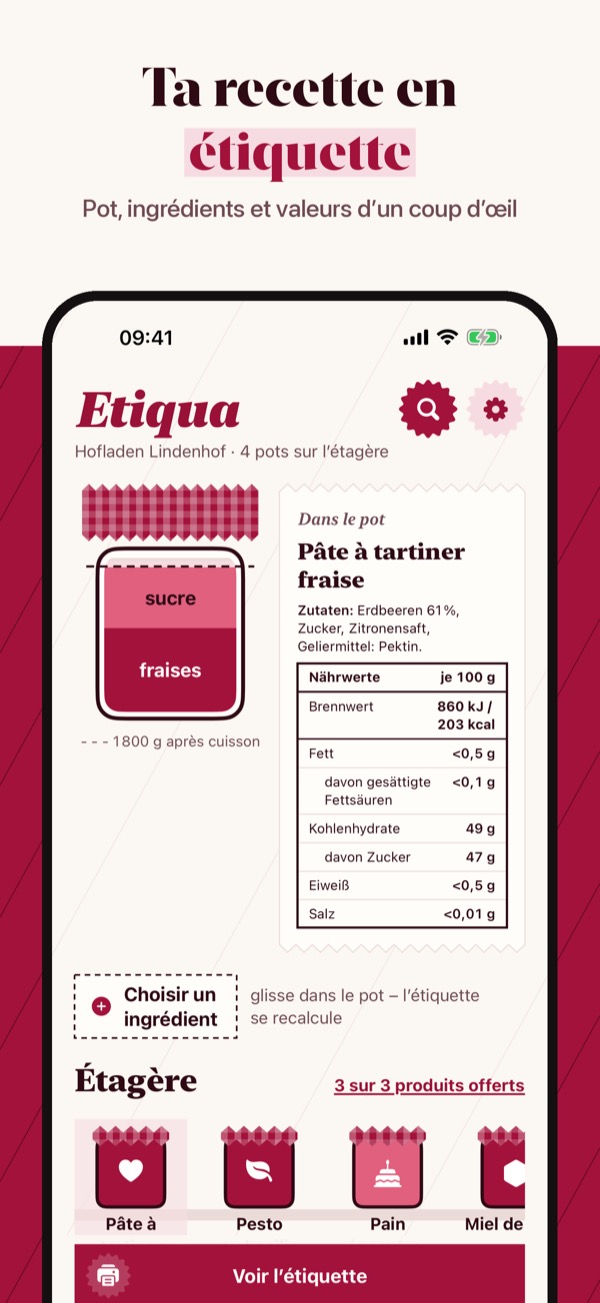 Ta recette en
étiquette
Pot, ingrédients et valeurs d’un coup d’œil
09:41
Etiqua
Hofladen Lindenhof · 4 pots sur l’étagère
sucre
fraises
1800 g après cuisson
Dans le pot
Pâte à tartiner
fraise
Zutaten: Erdbeeren 61 %,
Zucker, Zitronensaft,
Geliermittel: Pektin.
Nährwerte je 100 g
Brennwert 860 kJ /
203 kcal
Fett <0,5 g
davon gesättigte <0,1 g
Fettsäuren
Kohlenhydrate 49 g
davon Zucker 47 g
Eiweiß <0,5 g
Salz <0,01 g
Choisir un
ingrédient
glisse dans le pot – l’étiquette
se recalcule
Étagère
3 sur 3 produits offerts
Pâte à
Pesto
Pain
Miel de
Voir l’étiquette